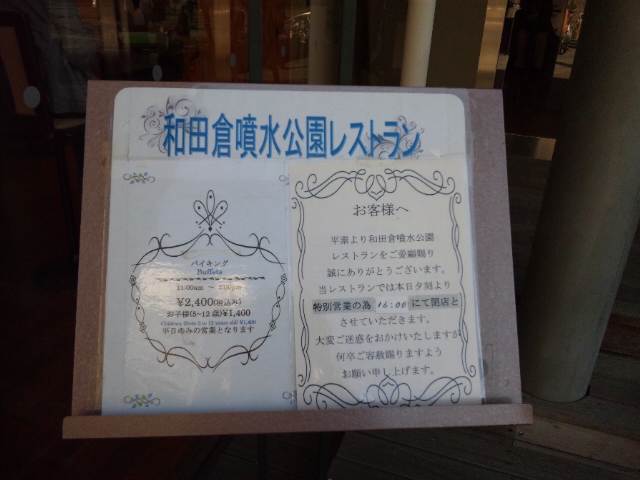 和田倉噴水公園レストラン
バイキング
Buffets
11:00am ～
¥2,400(税込み)
お子様(5~12歳)¥1,400
平日のみの営業となります
お客様へ
平素より和田倉噴水公園
レストランをご愛顧賜り
誠にありがとうございます。
当レストランでは本日夕刻より
特別営業の為 16:00 にて閉店と
させていただきます。
大変ご迷惑をおかけいたしますが
何卒ご容赦賜りますよう
お願い申し上げます。